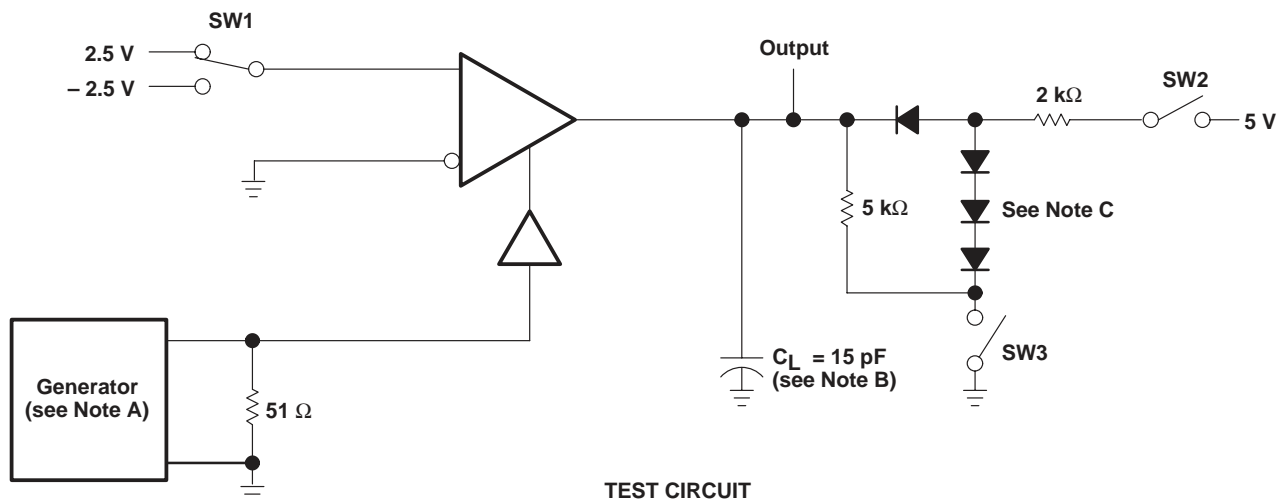 SW1
2.5 V
– 2.5 V
Output
2 kΩ
SW2
5 V
5 kΩ
See Note C
SW3
CL = 15 pF
(see Note B)
Generator
(see Note A)
51 Ω
TEST CIRCUIT